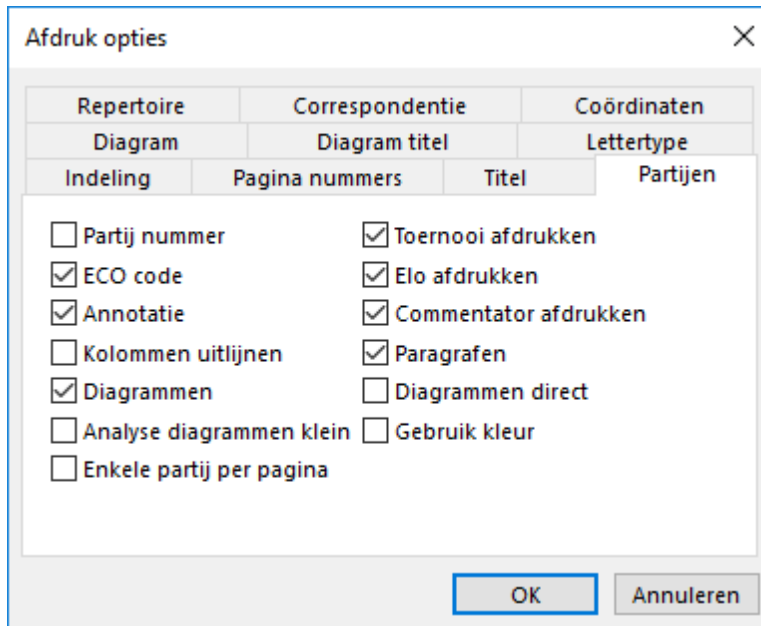 Afdruk opties
Repertoire Correspondentie Coördinaten
Diagram Diagram titel Lettertype
Indeling Pagina nummers Titel Partijen
Partij nummer Toernooi afdrukken
ECO code Elo afdrukken
Annotatie Commentator afdrukken
Kolommen uitlijnen Paragrafen
Diagrammen Diagrammen direct
Analyse diagrammen klein Gebruik kleur
Enkele partij per pagina
OK Annuleren